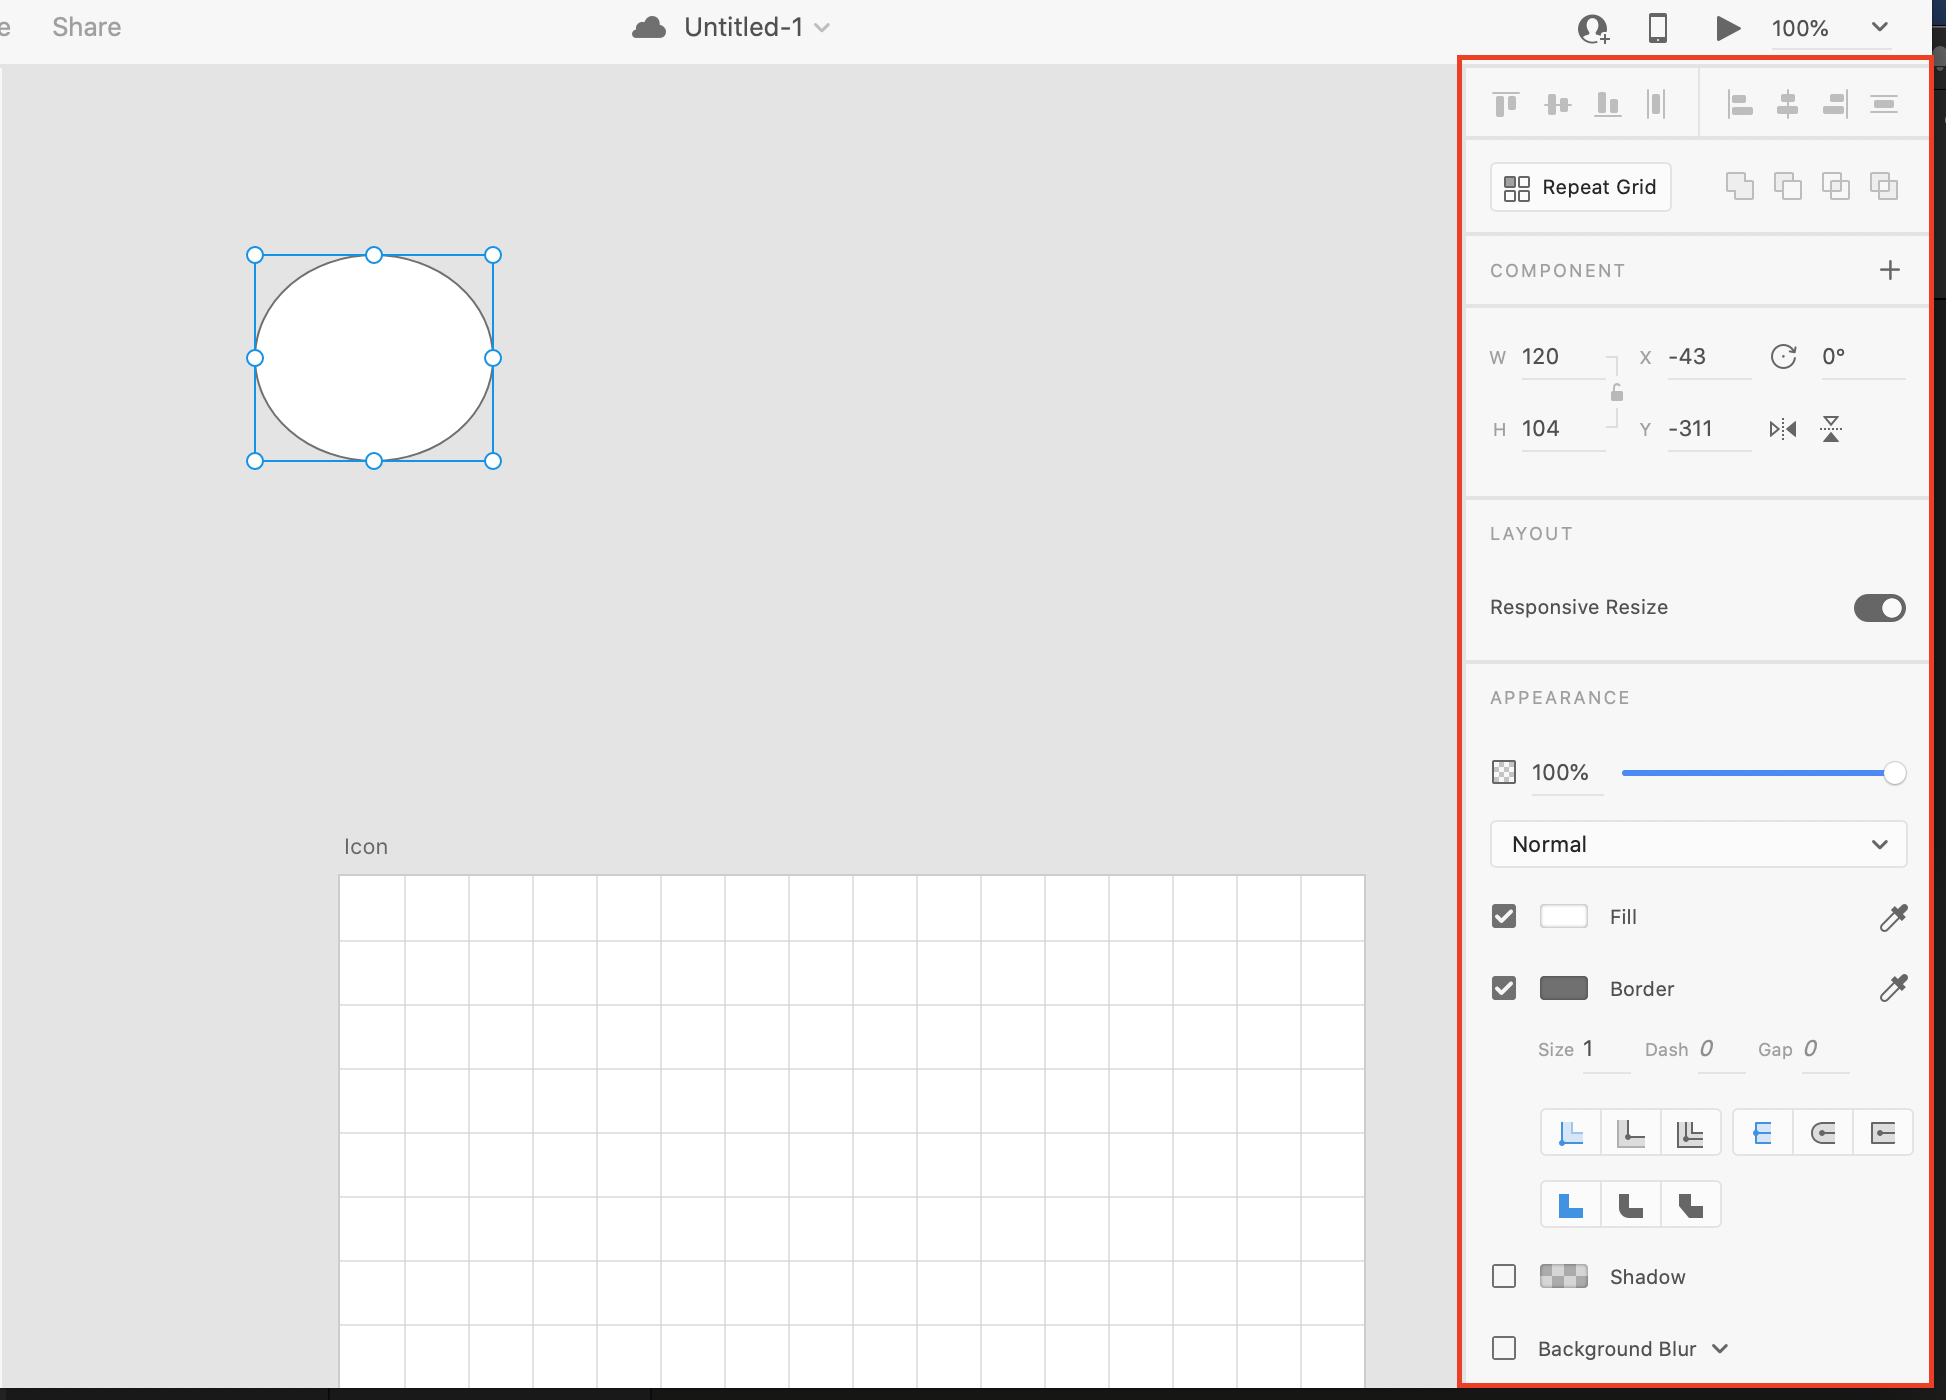 e Share
Untitled-1
100%
Repeat Grid
COMPONENT
W 120 X -43 0°
H 104 Y -311
LAYOUT
Responsive Resize
APPEARANCE
100%
Icon
Normal
Fill
Border
Size 1 Dash 0 Gap 0
Shadow
Background Blur